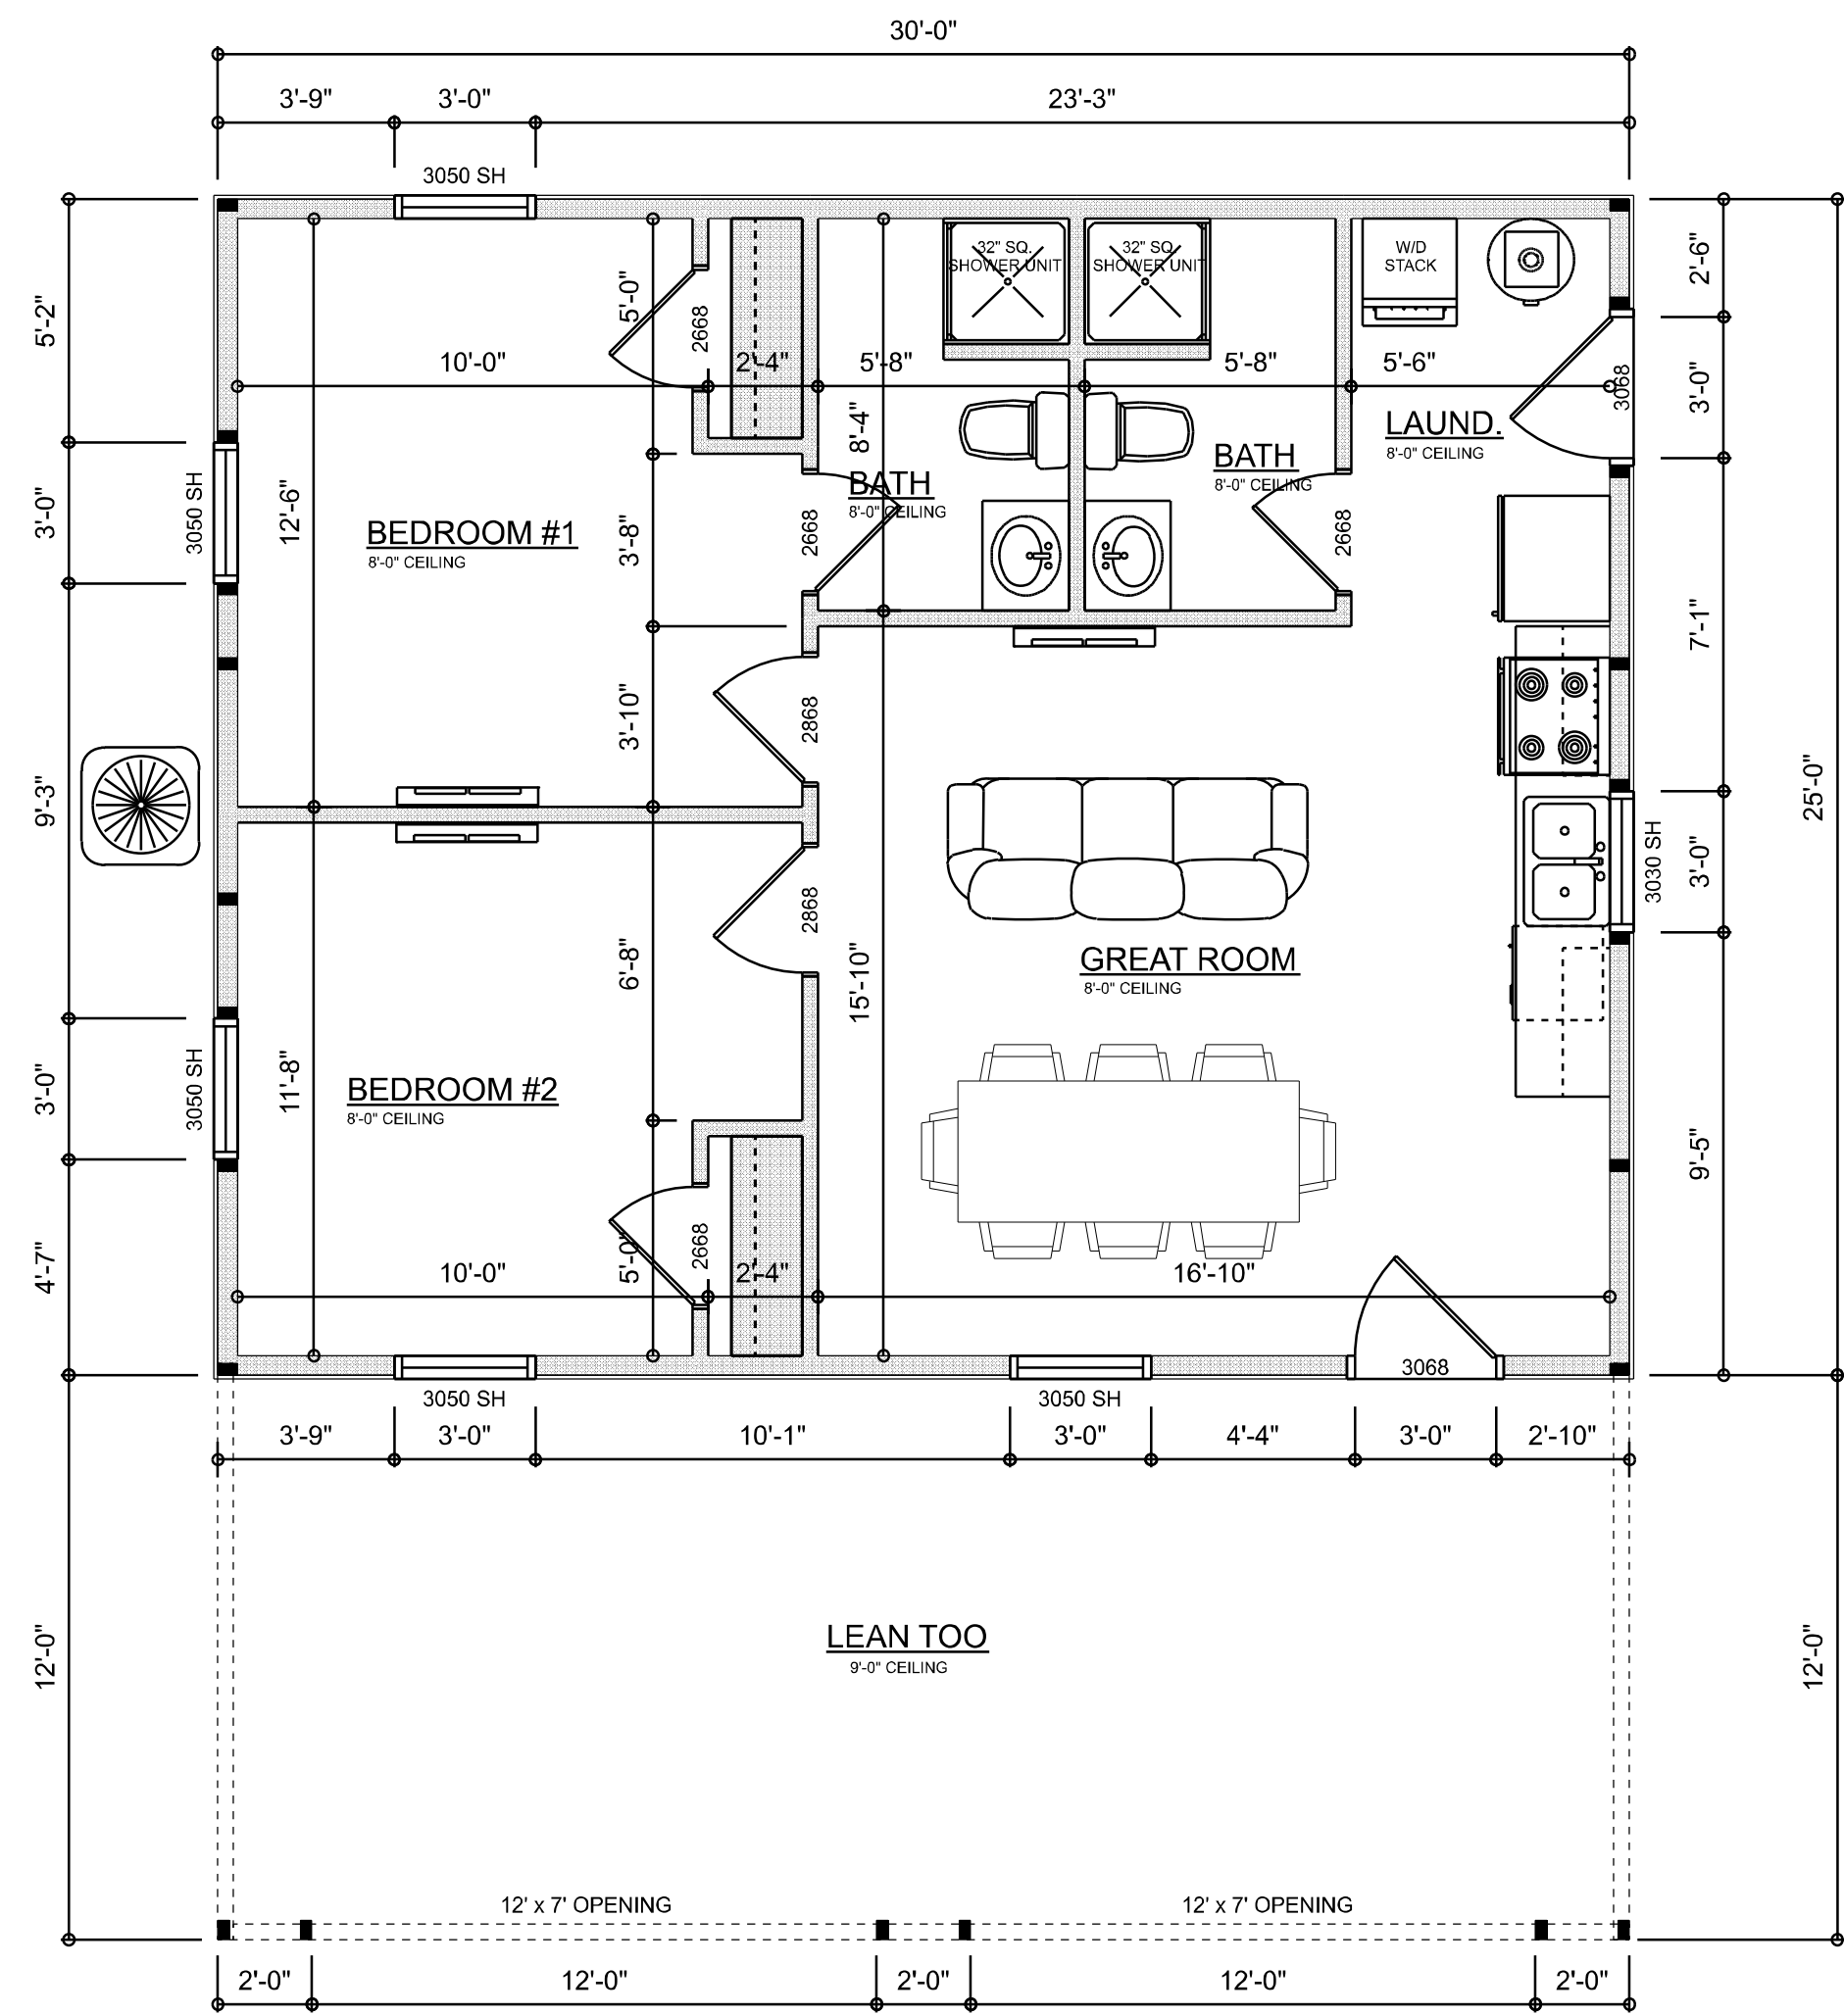 30'-0"
3'-9"
3'-0"
23'-3"
3050 SH
32" SQ.
SHOWER UNIT
32" SQ.
SHOWER UNIT
W/D
STACK
2'-6"
5'-2"
5'-0"
2668
10'-0"
2'-4"
5'-8"
5'-8"
5'-6"
3068
3'-0"
8'-4"
LAUND.
8'-0" CEILING
BATH
8'-0" CEILING
BATH
8'-0" CEILING
3'-0"
3050 SH
12'-6"
BEDROOM #1
8'-0" CEILING
3'-8"
2668
2668
7'-1"
3'-10"
2868
9'-3"
25'-0"
3'-0"
3030 SH
2868
6'-8"
15'-10"
GREAT ROOM
8'-0" CEILING
3'-0"
3050 SH
11'-8"
BEDROOM #2
8'-0" CEILING
9'-5"
4'-7"
5'-0"
2668
10'-0"
2'-4"
16'-10"
3068
3050 SH
3050 SH
3'-9"
3'-0"
10'-1"
3'-0"
4'-4"
3'-0"
2'-10"
12'-0"
LEAN TOO
9'-0" CEILING
12'-0"
12' x 7' OPENING
12' x 7' OPENING
2'-0"
12'-0"
2'-0"
12'-0"
2'-0"